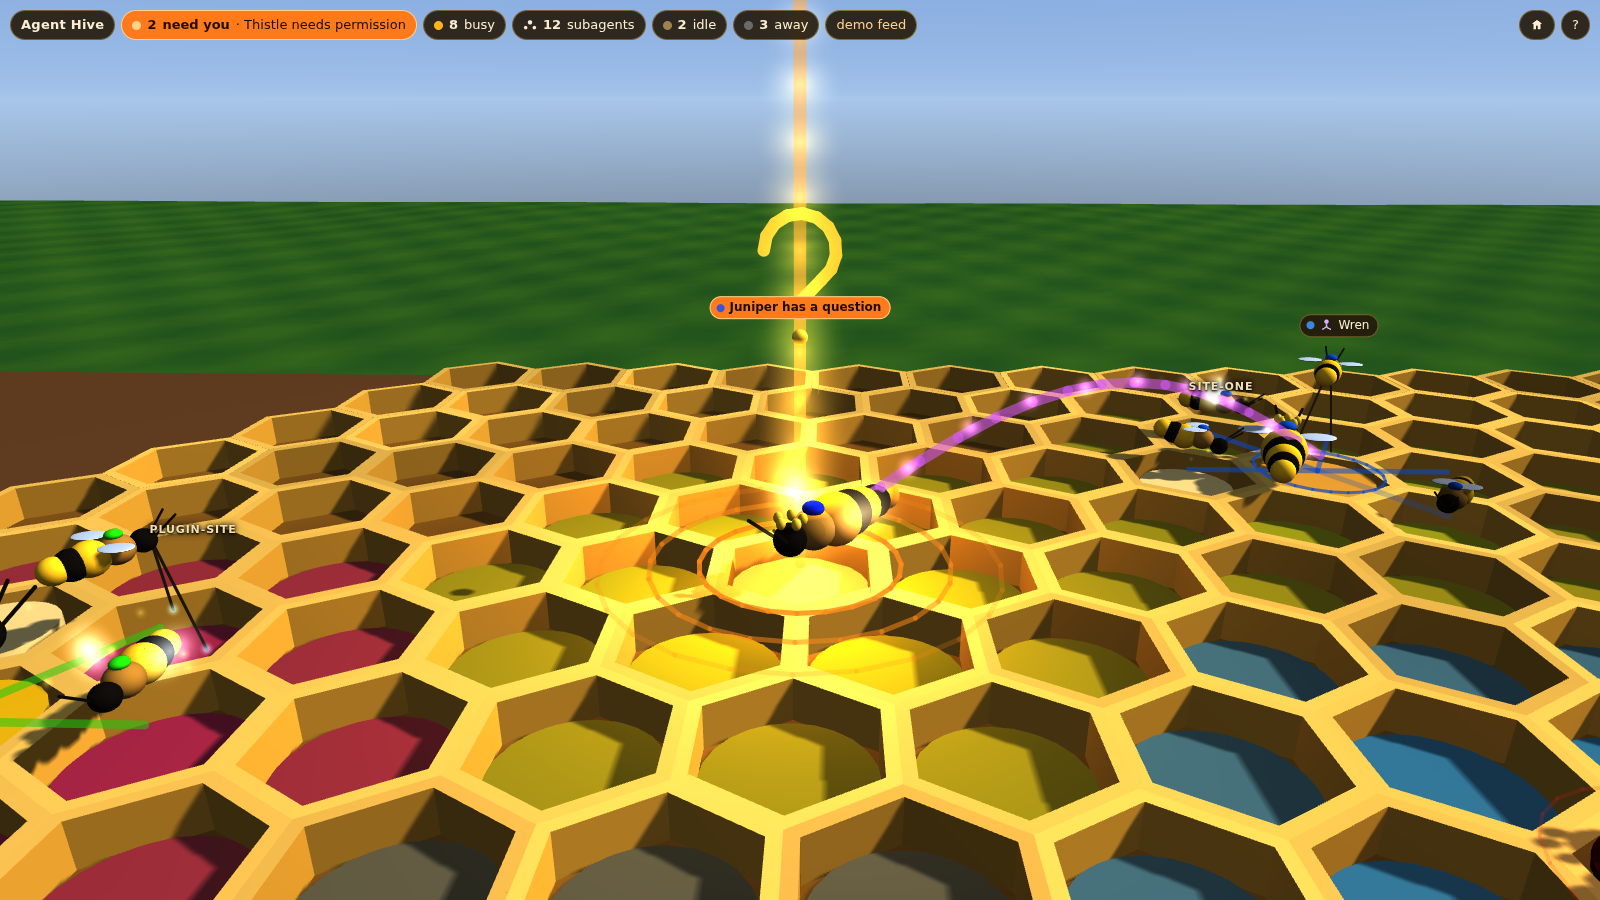 Agent Hive
2 need you · Thistle needs permission
8 busy
12 subagents
2 idle
3 away
demo feed
?
Juniper has a question
Wren
SITE-ONE
PLUGIN-SITE